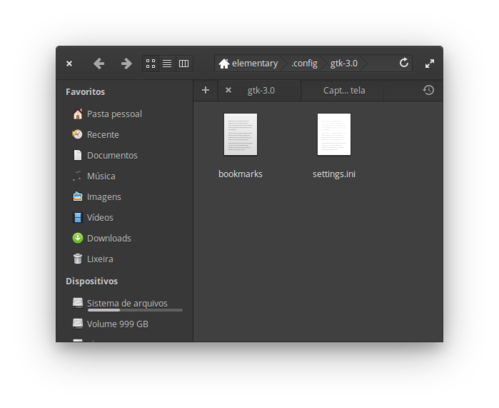 elementary .config gtk-3.0
Favoritos
gtk-3.0
Capt... tela
Pasta pessoal
Recente
Documentos
Música
Imagens
Vídeos
Downloads
Lixeira
bookmarks
settings.ini
Dispositivos
Sistema de arquivos
Volume 999 GB